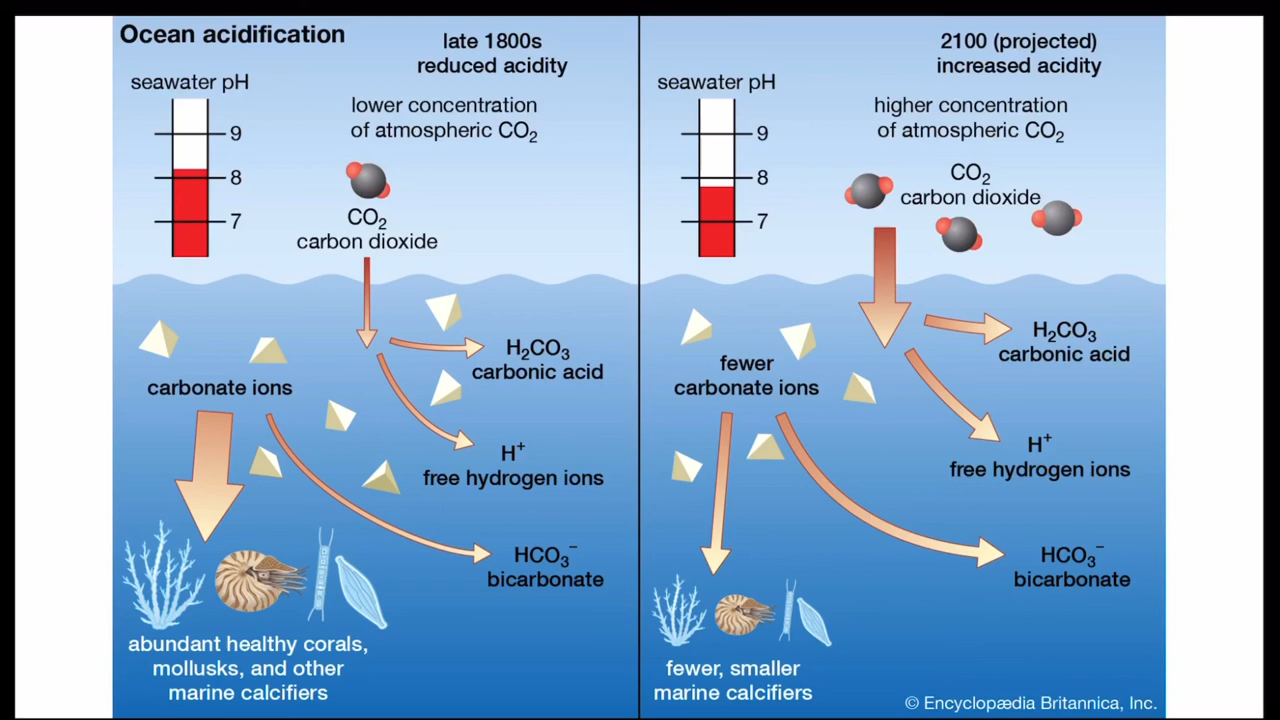 Ocean acidification
late 1800s
reduced acidity
seawater pH
lower concentration
of atmospheric CO₂
9
8
7
CO₂
carbon dioxide
H₂CO₃
carbonic acid
carbonate ions
H⁺
free hydrogen ions
HCO₃⁻
bicarbonate
abundant healthy corals,
mollusks, and other
marine calcifiers
2100 (projected)
increased acidity
seawater pH
higher concentration
of atmospheric CO₂
9
8
7
CO₂
carbon dioxide
H₂CO₃
carbonic acid
fewer
carbonate ions
H⁺
free hydrogen ions
HCO₃⁻
bicarbonate
fewer, smaller
marine calcifiers
© Encyclopædia Britannica, Inc.